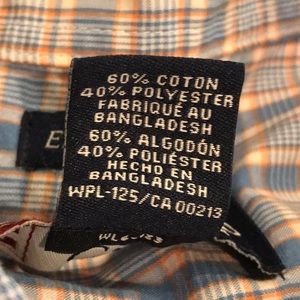 60% COTON
40% POLYESTER
FABRIQUÉ AU
BANGLADESH
60% ALGODÓN
40% POLIÉSTER
HECHO EN
BANGLADESH
WPL-125/CA 00213